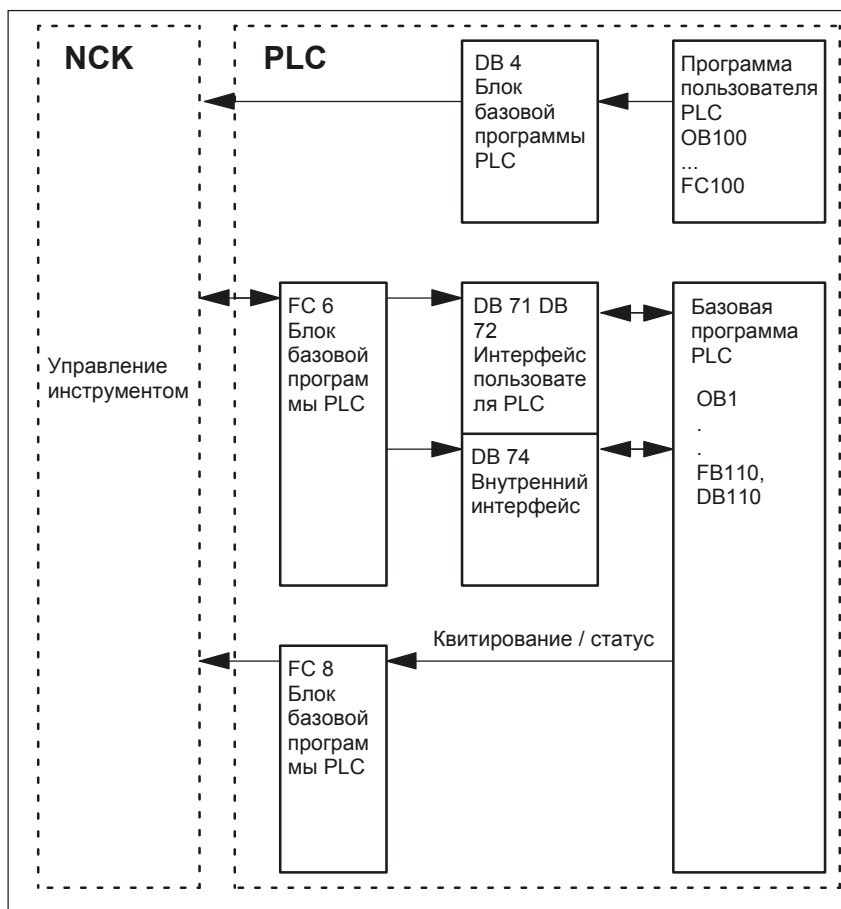 NCK
PLC
DB 4
Блок
базовой
программы
PLC
Программа
пользователя
PLC
OB100
...
FC100
Управление
инструментом
FC 6
Блок
базовой
програм
мы PLC
DB 71 DB
72
Интерфейс
пользовате
ля PLC
DB 74
Внутренний
интерфейс
Базовая
программа
PLC
OB1
.
.
FB110,
DB110
Квитирование / статус
FC 8
Блок
базовой
програм
мы PLC